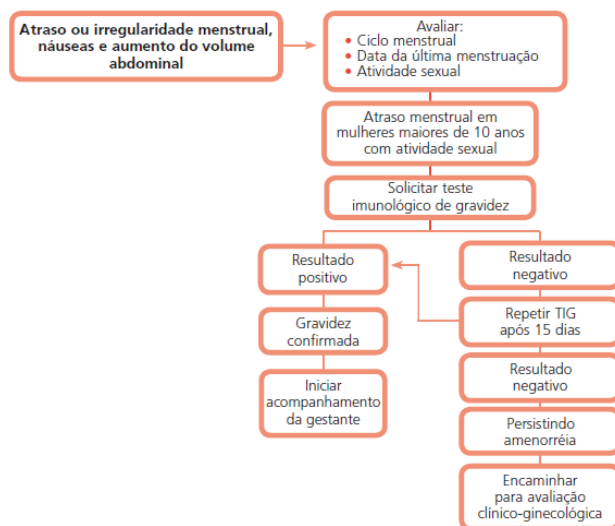 Atraso ou irregularidade menstrual,
náuseas e aumento do volume
abdominal
Avaliar:
• Ciclo menstrual
• Data da última menstruação
• Atividade sexual
Atraso menstrual em
mulheres maiores de 10 anos
com atividade sexual
Solicitar teste
imunológico de gravidez
Resultado
positivo
Gravidez
confirmada
Iniciar
acompanhamento
da gestante
Resultado
negativo
Repetir TIG
após 15 dias
Resultado
negativo
Persistindo
amenorréia
Encaminhar
para avaliação
clínico-ginecológica